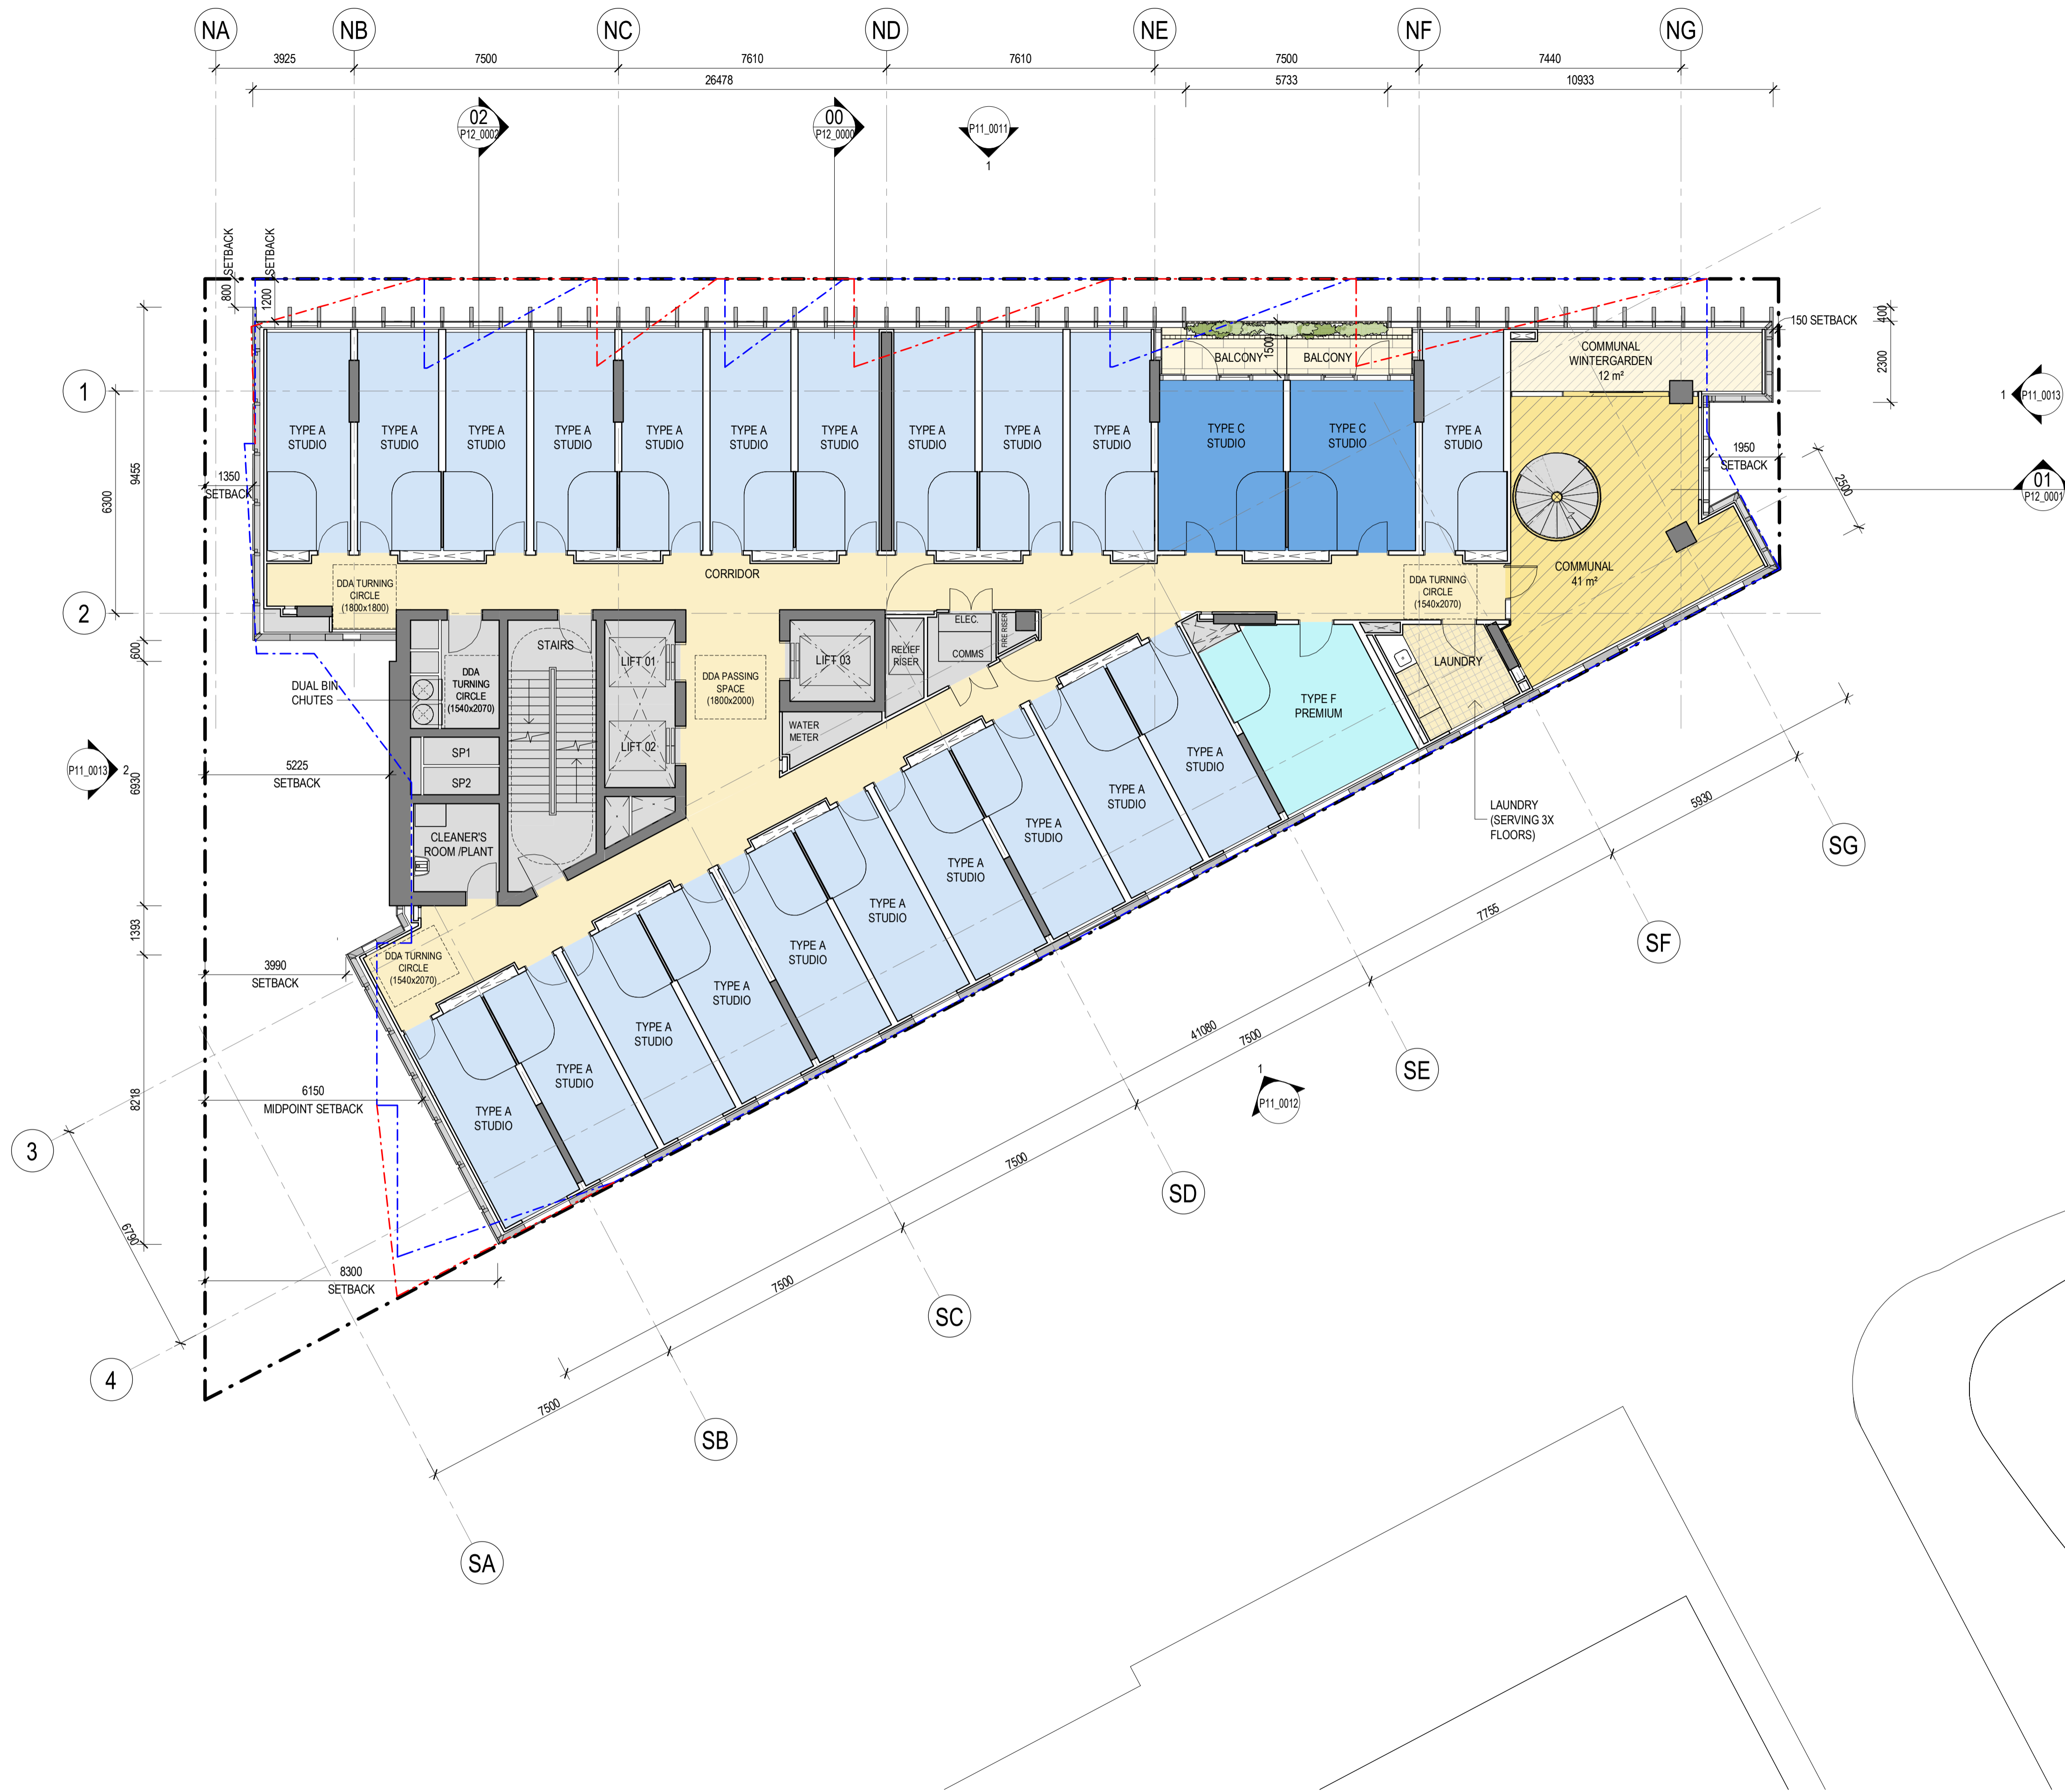 NA
NB
NC
ND
NE
NF
NG
3925
7500
7610
7610
7500
7440
26478
5733
10933
02
P12_0002
00
P12_0000
P11_0011
1
800 SETBACK
1200 SETBACK
400
150 SETBACK
2300
1
2
9455
6300
600
6930
1393
8218
1350
SETBACK
TYPE A
STUDIO
TYPE A
STUDIO
TYPE A
STUDIO
TYPE A
STUDIO
TYPE A
STUDIO
TYPE A
STUDIO
TYPE A
STUDIO
TYPE A
STUDIO
TYPE A
STUDIO
TYPE A
STUDIO
BALCONY
1500
BALCONY
TYPE C
STUDIO
TYPE C
STUDIO
TYPE A
STUDIO
COMMUNAL
WINTERGARDEN
12 m²
1
P11_0013
1950
SETBACK
2500
01
P12_0001
COMMUNAL
41 m²
CORRIDOR
DDA TURNING
CIRCLE
(1800x1800)
DDA TURNING
CIRCLE
(1540x2070)
STAIRS
LIFT 01
LIFT 02
LIFT 03
DDA PASSING
SPACE
(1800x2000)
RELIEF
RISER
ELEC.
COMMS
FIRE RISER
WATER
METER
DDA
TURNING
CIRCLE
(1540x2070)
DUAL BIN
CHUTES
SP1
SP2
CLEANER'S
ROOM /PLANT
P11_0013
2
5225
SETBACK
3990
SETBACK
DDA TURNING
CIRCLE
(1540x2070)
6150
MIDPOINT SETBACK
8300
SETBACK
TYPE F
PREMIUM
LAUNDRY
LAUNDRY
(SERVING 3X
FLOORS)
TYPE A
STUDIO
TYPE A
STUDIO
TYPE A
STUDIO
TYPE A
STUDIO
TYPE A
STUDIO
TYPE A
STUDIO
TYPE A
STUDIO
TYPE A
STUDIO
TYPE A
STUDIO
TYPE A
STUDIO
3
4
6790
5930
7755
41080
7500
7500
7500
7500
1
P11_0012
SG
SF
SE
SD
SC
SB
SA